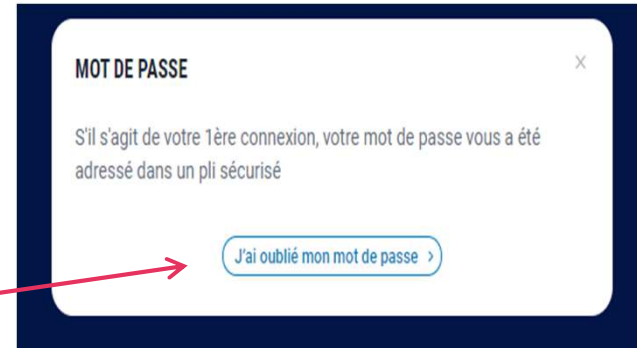 MOT DE PASSE
X
S'il s'agit de votre 1ère connexion, votre mot de passe vous a été
adressé dans un pli sécurisé
J'ai oublié mon mot de passe >